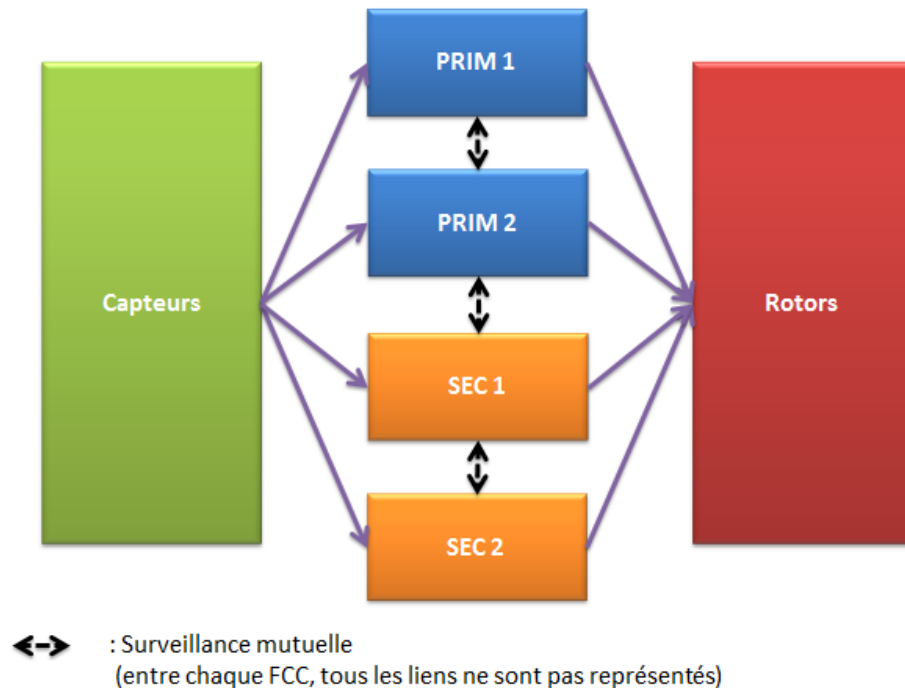 PRIM 1
PRIM 2
Capteurs
Rotors
SEC 1
SEC 2
: Surveillance mutuelle
(entre chaque FCC, tous les liens ne sont pas représentés)